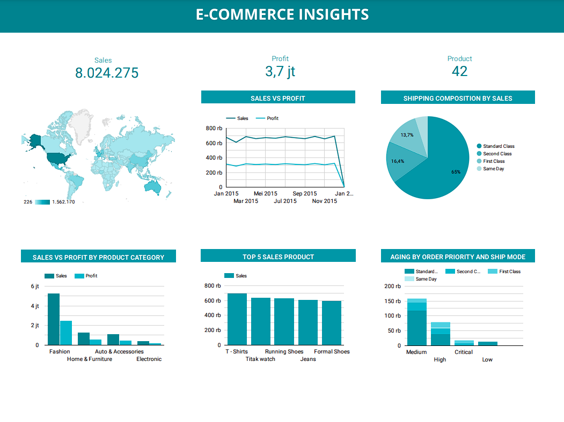 E-COMMERCE INSIGHTS
Sales
8.024.275
Profit
3,7 jt
Product
42
226
1.562.170
SALES VS PROFIT
Sales
Profit
800 rb
600 rb
400 rb
200 rb
0
Jan 2015
Mar 2015
Mei 2015
Jul 2015
Sep 2015
Nov 2015
Jan 2...
SHIPPING COMPOSITION BY SALES
13,7%
16,4%
65%
Standard Class
Second Class
First Class
Same Day
SALES VS PROFIT BY PRODUCT CATEGORY
Sales
Profit
6 jt
4 jt
2 jt
0
Fashion
Home & Furniture
Auto & Accessories
Electronic
TOP 5 SALES PRODUCT
Sales
800 rb
600 rb
400 rb
200 rb
0
T - Shirts
Titak watch
Running Shoes
Jeans
Formal Shoes
AGING BY ORDER PRIORITY AND SHIP MODE
Standard...
Second C...
First Class
Same Day
200 rb
150 rb
100 rb
50 rb
0
Medium
High
Critical
Low